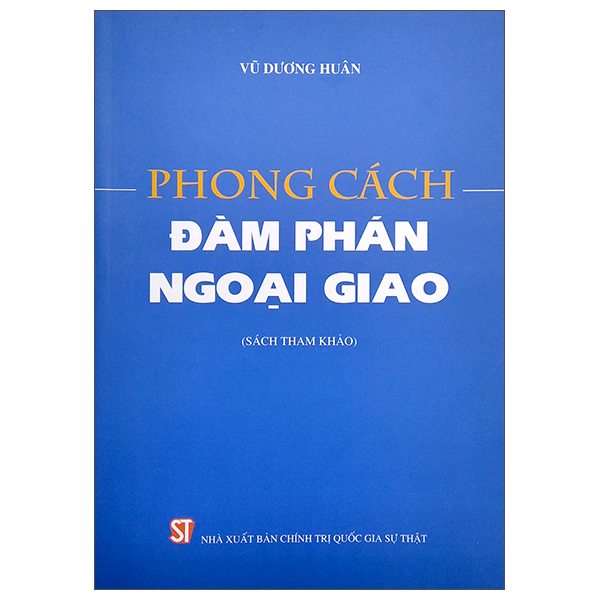 VŨ DƯƠNG HUÂN
PHONG CÁCH
ĐÀM PHÁN
NGOẠI GIAO
(SÁCH THAM KHẢO)
ST
NHÀ XUẤT BẢN CHÍNH TRỊ QUỐC GIA SỰ THẬT